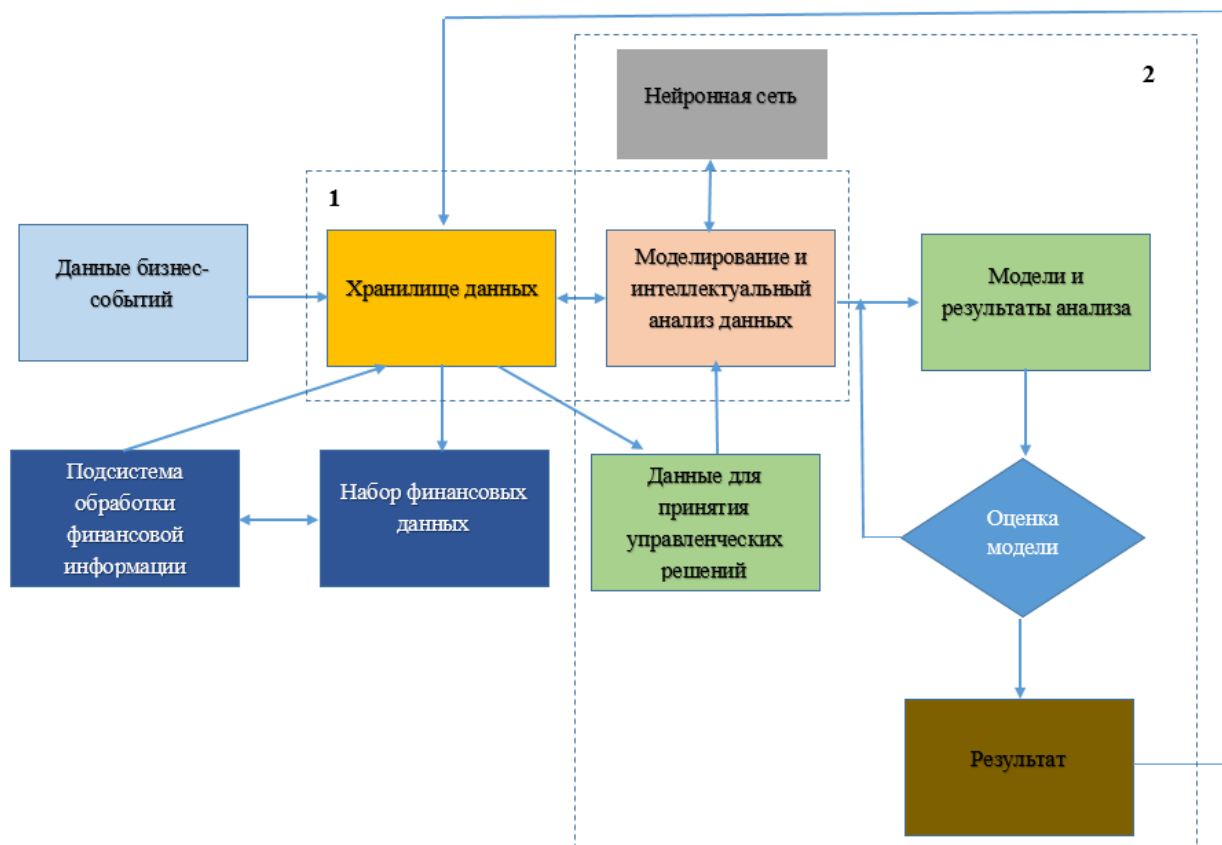 2
Нейронная сеть
1
Данные бизнес-
событий
Хранилище данных
Моделирование и
интеллектуальный
анализ данных
Модели и
результаты анализа
Подсистема
обработки
финансовой
информации
Набор финансовых
данных
Данные для
принятия
управленческих
решений
Оценка
модели
Результат